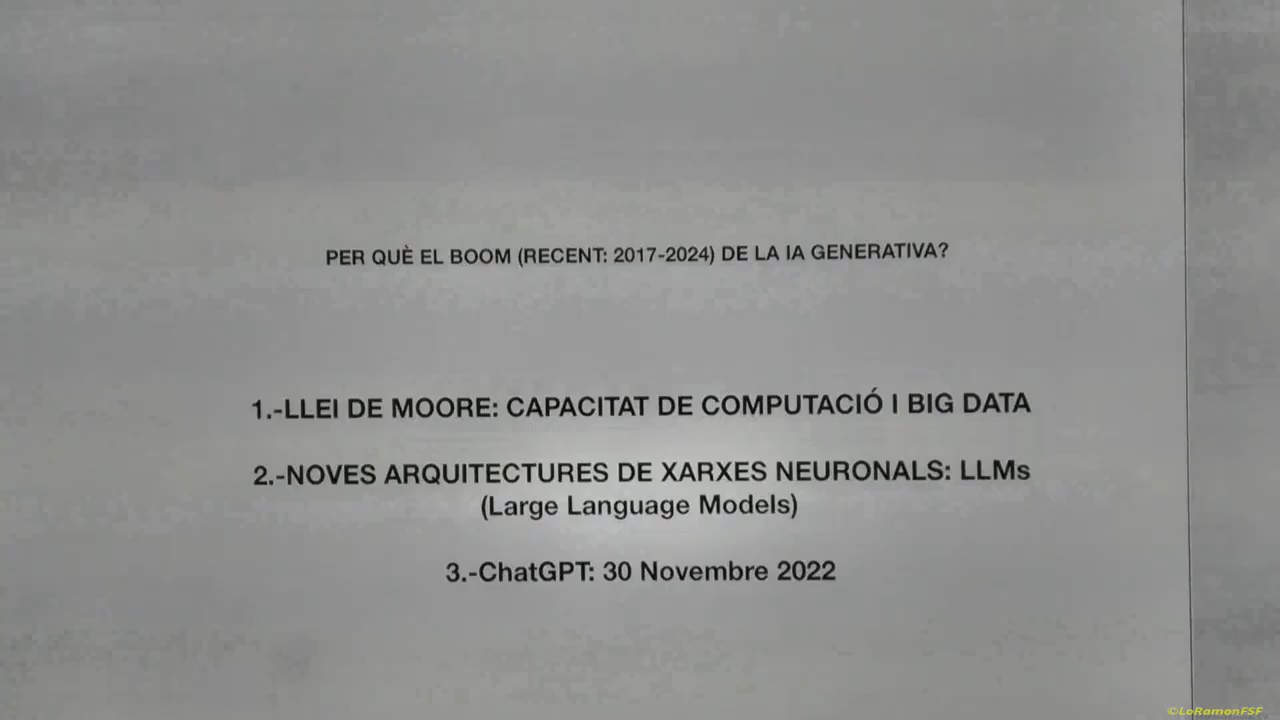 PER QUÈ EL BOOM (RECENT: 2017-2024) DE LA IA GENERATIVA?
1.-LLEI DE MOORE: CAPACITAT DE COMPUTACIÓ I BIG DATA
2.-NOVES ARQUITECTURES DE XARXES NEURONALS: LLMs
(Large Language Models)
3.-ChatGPT: 30 Novembre 2022
©LoRamonFSF